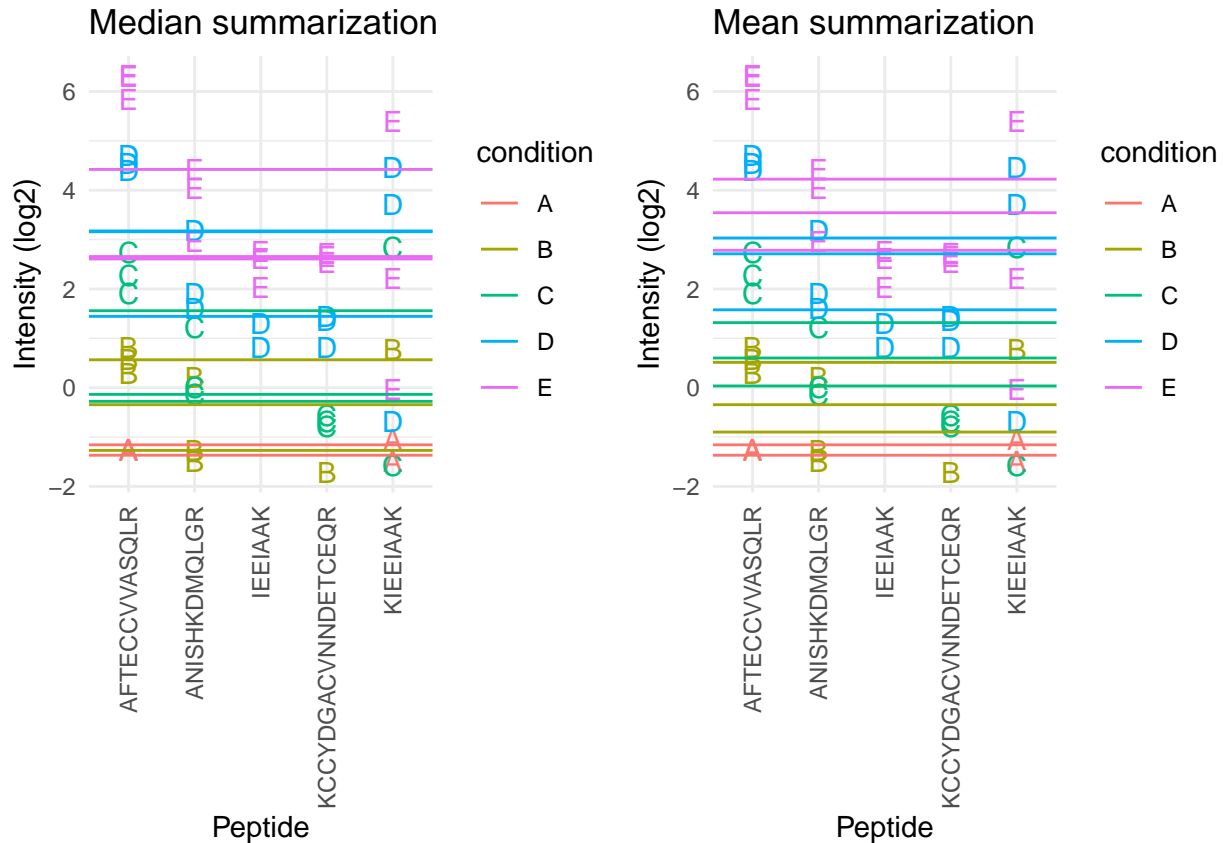 Median summarization
Intensity (log2)
6
4
2
0
−2
E
E
E
D
D
D
C
C
C
B
B
B
A
E
E
E
D
D
D
C
C
C
B
B
B
E
E
E
D
D
E
E
E
D
D
D
C
C
C
B
E
D
D
C
E
B
E
D
A
A
C
AFTECCVVASQLR
ANISHKDMQLGR
IEEIAAK
KCCYDGACVNNDETCEQR
KIEEIAAK
Peptide
condition
A
B
C
D
E
Mean summarization
Intensity (log2)
6
4
2
0
−2
E
E
E
D
D
D
C
C
C
B
B
B
A
E
E
E
D
D
D
C
C
C
B
B
B
E
E
E
D
D
E
E
E
D
D
D
C
C
C
B
E
D
D
C
E
B
E
D
A
A
C
AFTECCVVASQLR
ANISHKDMQLGR
IEEIAAK
KCCYDGACVNNDETCEQR
KIEEIAAK
Peptide
condition
A
B
C
D
E